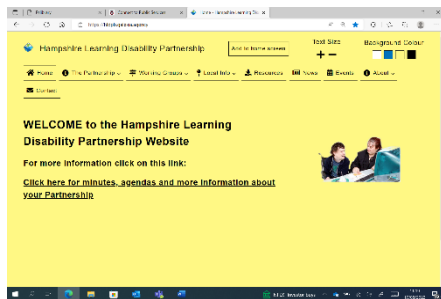 Hampshire Learning Disability Partnership
Add to home screen
Text Size
Background Colour
Home
The Partnership
Working Groups
Local Info
Resources
News
Events
About
Contact
WELCOME to the Hampshire Learning
Disability Partnership Website
For more information click on this link:
Click here for minutes, agendas and more information about
your Partnership